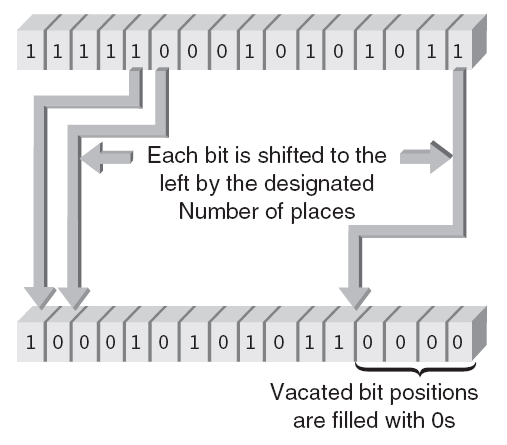 1 1 1 1 1 0 0 0 1 0 1 0 1 0 1 1
Each bit is shifted to the
left by the designated
Number of places
1 0 0 0 1 0 1 0 1 0 1 1 0 0 0 0
Vacated bit positions
are filled with 0s